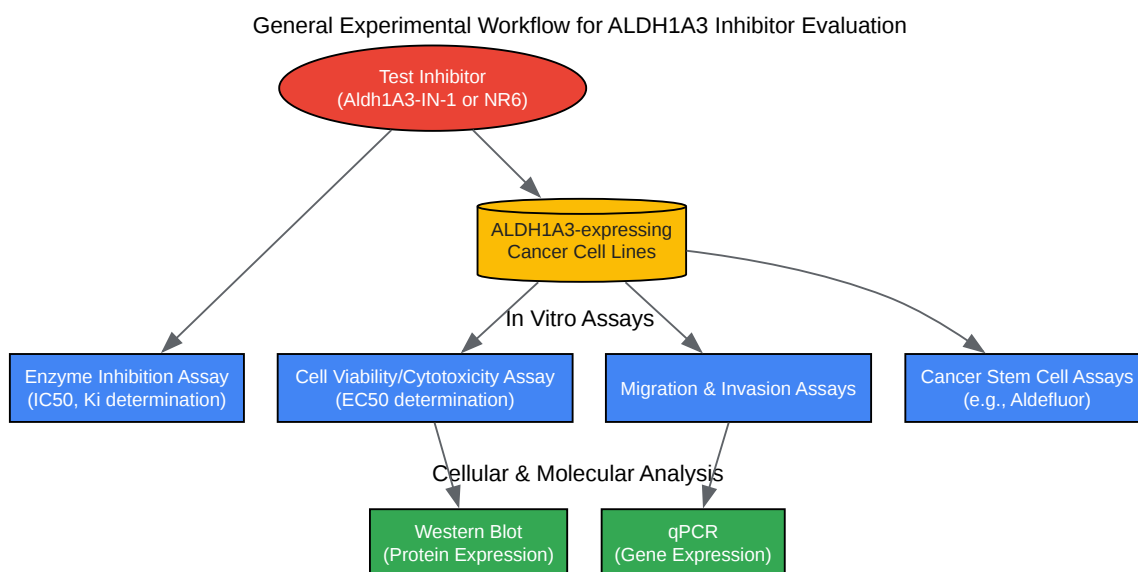 General Experimental Workflow for ALDH1A3 Inhibitor Evaluation
Test Inhibitor
(Aldh1A3-IN-1 or NR6)
ALDH1A3-expressing
Cancer Cell Lines
In Vitro Assays
Enzyme Inhibition Assay
(IC50, Ki determination)
Cell Viability/Cytotoxicity Assay
(EC50 determination)
Migration & Invasion Assays
Cancer Stem Cell Assays
(e.g., Aldefluor)
Cellular & Molecular Analysis
Western Blot
(Protein Expression)
qPCR
(Gene Expression)